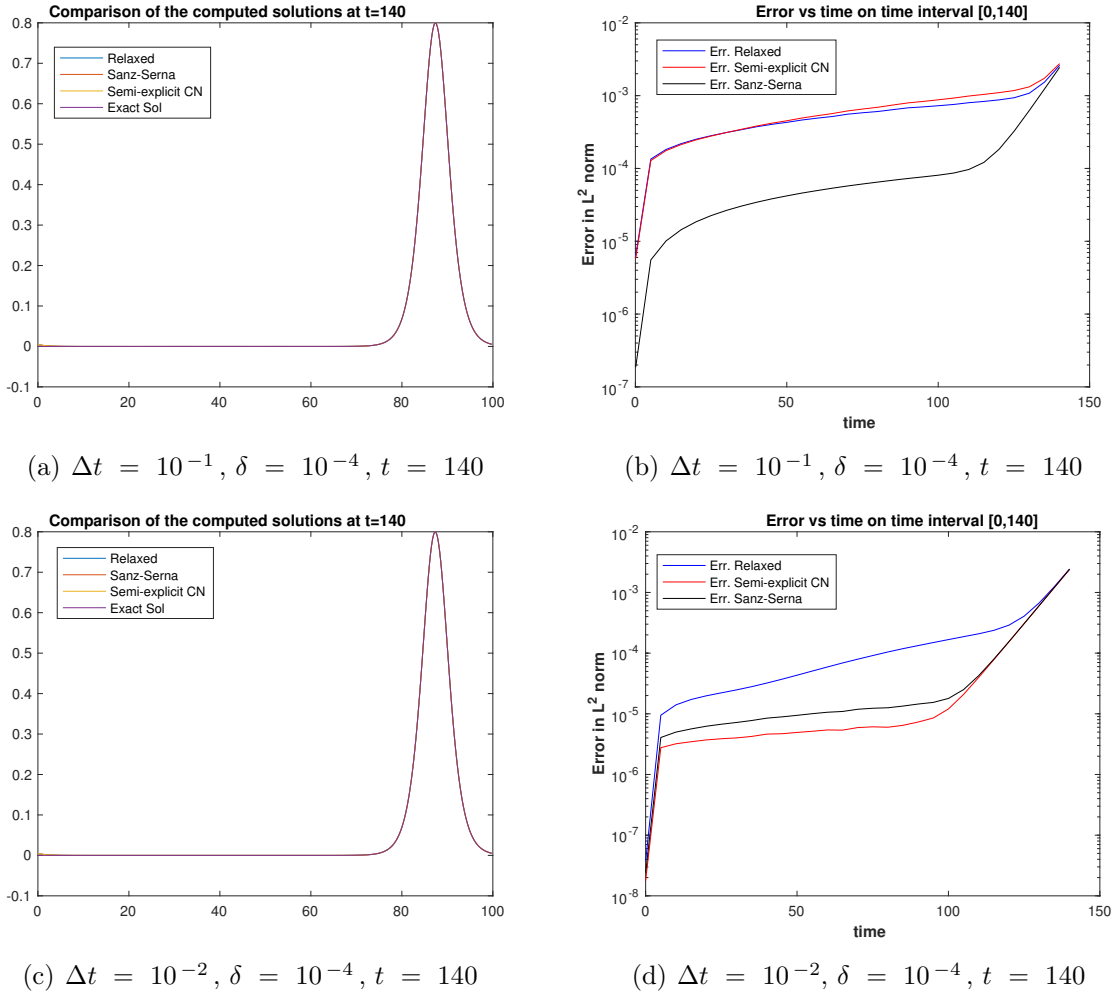 Comparison of the computed solutions at t=140
0.8
0.7
0.6
0.5
0.4
0.3
0.2
0.1
0
-0.1
Relaxed
Sanz-Serna
Semi-explicit CN
Exact Sol
0 20 40 60 80 100
(a) Δt = 10⁻¹, δ = 10⁻⁴, t = 140
Error vs time on time interval [0,140]
Error in L² norm
10⁻²
10⁻³
10⁻⁴
10⁻⁵
10⁻⁶
10⁻⁷
Err. Relaxed
Err. Semi-explicit CN
Err. Sanz-Serna
0 50 100 150
time
(b) Δt = 10⁻¹, δ = 10⁻⁴, t = 140
Comparison of the computed solutions at t=140
0.8
0.7
0.6
0.5
0.4
0.3
0.2
0.1
0
-0.1
Relaxed
Sanz-Serna
Semi-explicit CN
Exact Sol
0 20 40 60 80 100
(c) Δt = 10⁻², δ = 10⁻⁴, t = 140
Error vs time on time interval [0,140]
Error in L² norm
10⁻²
10⁻³
10⁻⁴
10⁻⁵
10⁻⁶
10⁻⁷
10⁻⁸
Err. Relaxed
Err. Semi-explicit CN
Err. Sanz-Serna
0 50 100 150
time
(d) Δt = 10⁻², δ = 10⁻⁴, t = 140